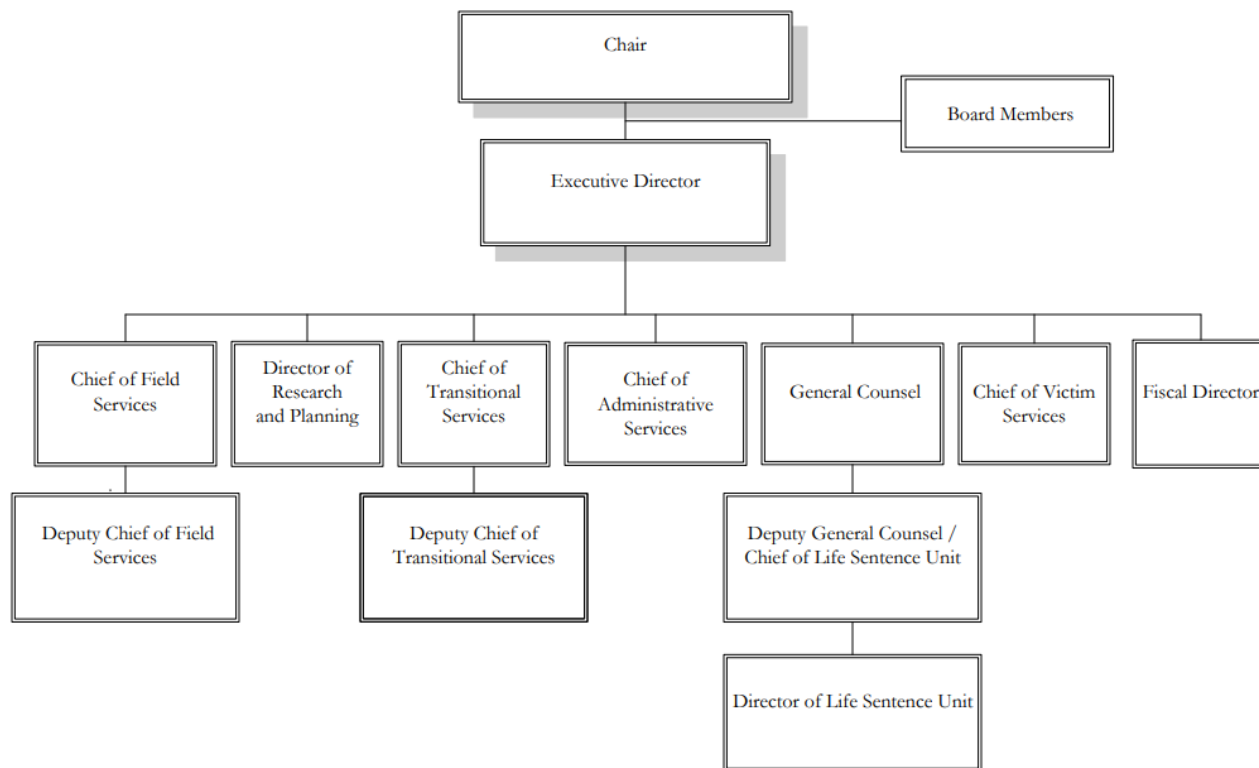 Chair
Board Members
Executive Director
Chief of Field
Services
Director of
Research
and Planning
Chief of
Transitional
Services
Chief of
Administrative
Services
General Counsel
Chief of Victim
Services
Fiscal Director
Deputy Chief of Field
Services
Deputy Chief of
Transitional Services
Deputy General Counsel /
Chief of Life Sentence Unit
Director of Life Sentence Unit